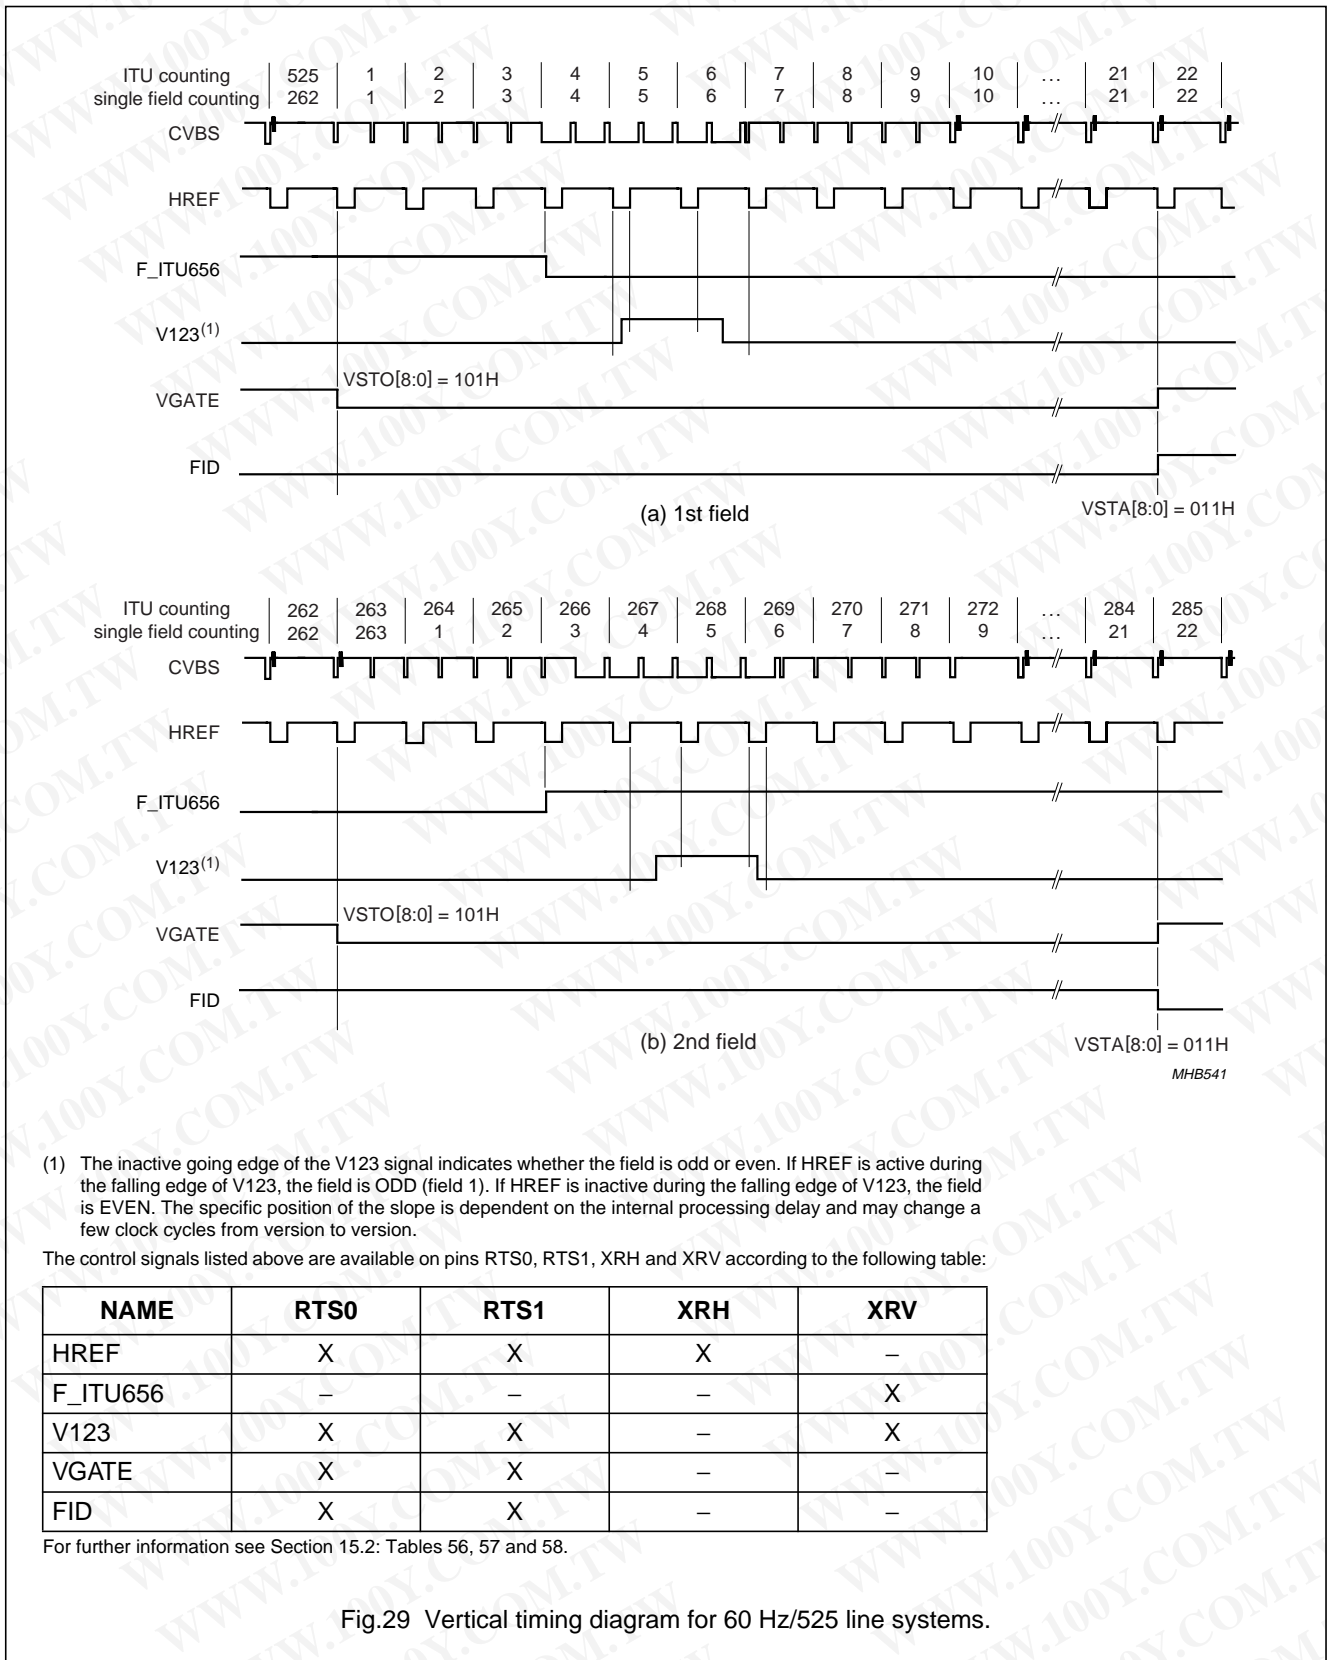 ITU counting 525 1 2 3 4 5 6 7 8 9 10 ... 21 22
single field counting 262 1 2 3 4 5 6 7 8 9 10 ... 21 22
CVBS
HREF
F_ITU656
V123(1)
VSTO[8:0] = 101H
VGATE
FID
(a) 1st field
VSTA[8:0] = 011H
ITU counting 262 263 264 265 266 267 268 269 270 271 272 ... 284 285
single field counting 262 263 1 2 3 4 5 6 7 8 9 ... 21 22
CVBS
HREF
F_ITU656
V123(1)
VSTO[8:0] = 101H
VGATE
FID
(b) 2nd field
VSTA[8:0] = 011H
MHB541
(1) The inactive going edge of the V123 signal indicates whether the field is odd or even. If HREF is active during
the falling edge of V123, the field is ODD (field 1). If HREF is inactive during the falling edge of V123, the field
is EVEN. The specific position of the slope is dependent on the internal processing delay and may change a
few clock cycles from version to version.
The control signals listed above are available on pins RTS0, RTS1, XRH and XRV according to the following table:
NAME RTS0 RTS1 XRH XRV
HREF X X X –
F_ITU656 – – – X
V123 X X – X
VGATE X X – –
FID X X – –
For further information see Section 15.2: Tables 56, 57 and 58.
Fig.29 Vertical timing diagram for 60 Hz/525 line systems.
WWW.100Y.COM.TW